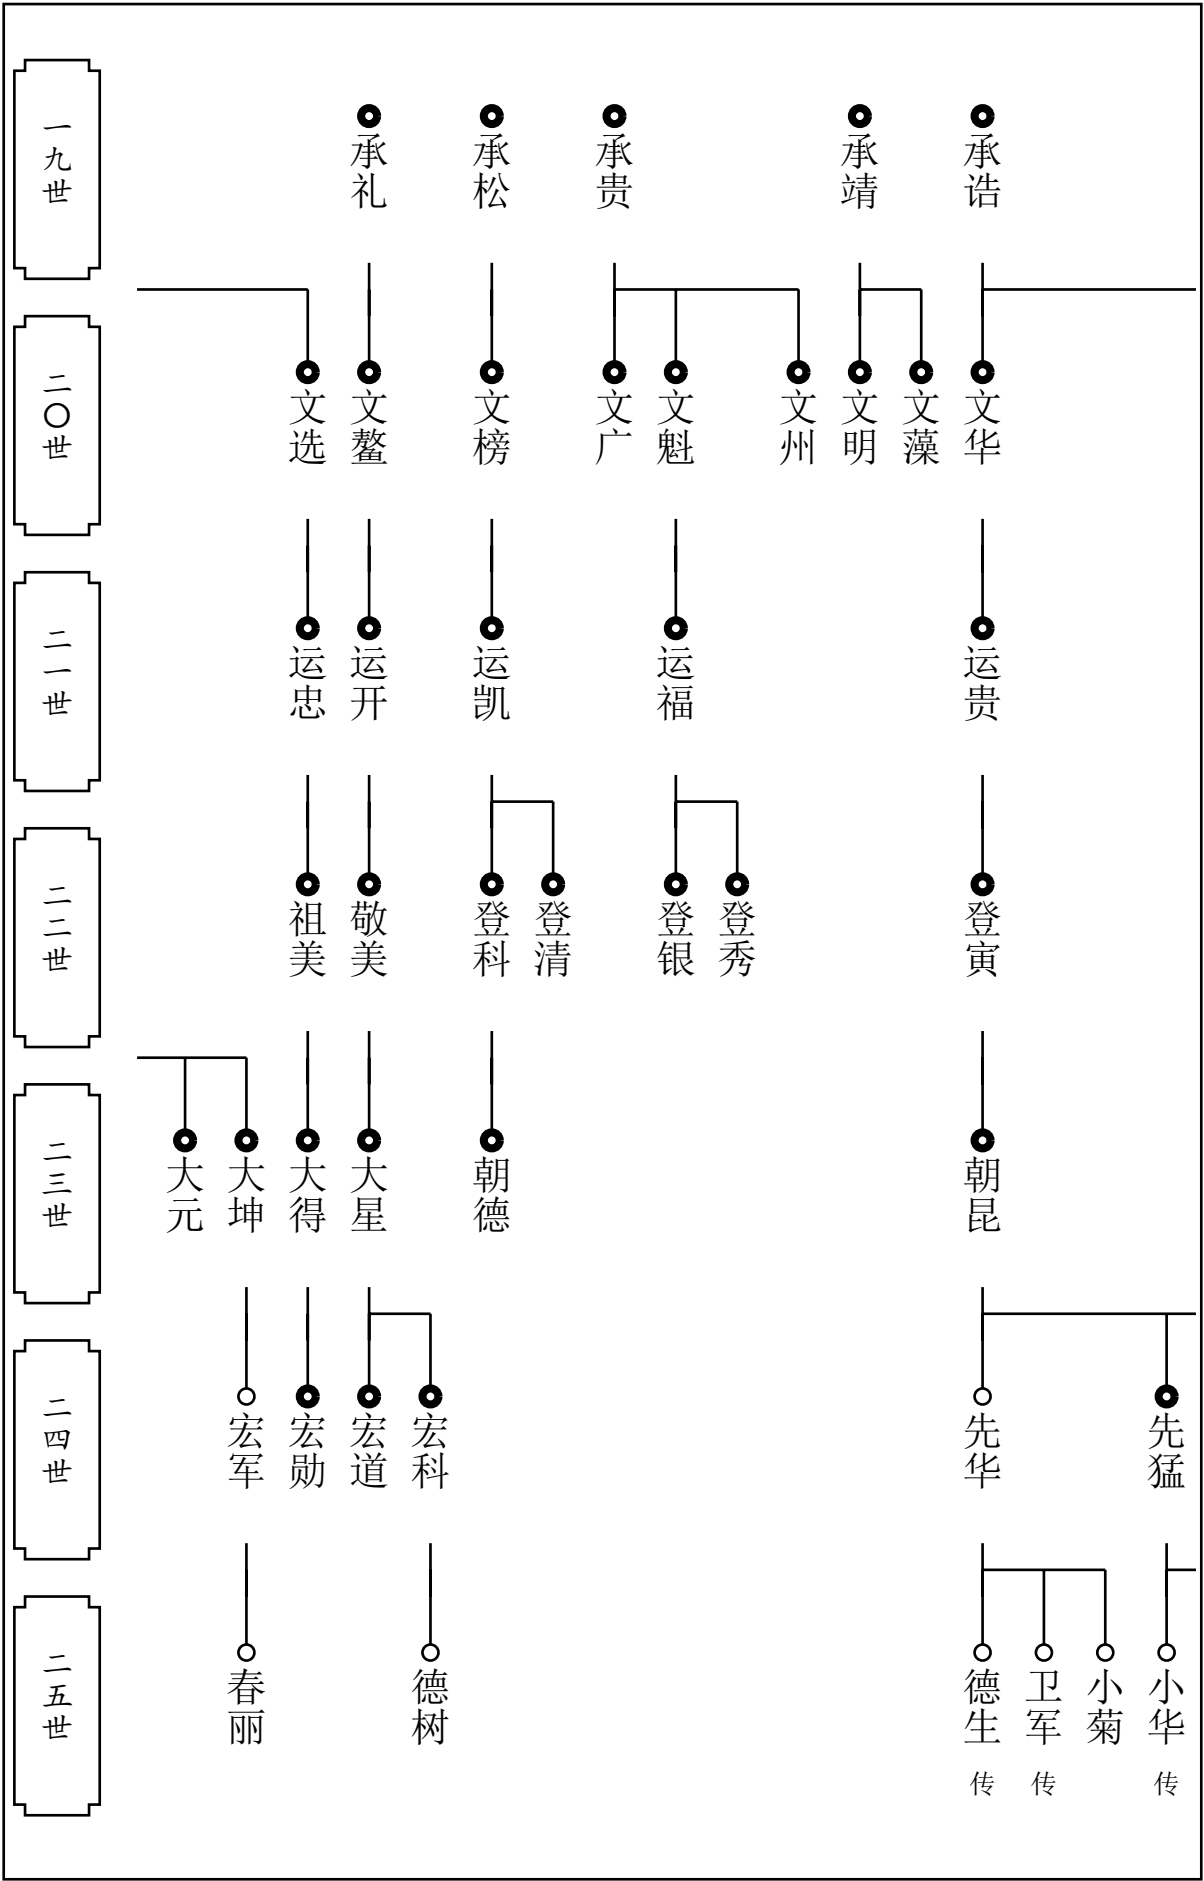 一九世
承礼
承松
承贵
承靖
承诰
二〇世
文选
文鳌
文榜
文广
文魁
文州
文明
文藻
文华
二一世
运忠
运开
运凯
运福
运贵
二二世
祖美
敬美
登科
登清
登银
登秀
登寅
二三世
大元
大坤
大得
大星
朝德
朝昆
二四世
宏军
宏勋
宏道
宏科
先华
先猛
二五世
春丽
德树
德生
传
卫军
传
小菊
小华
传